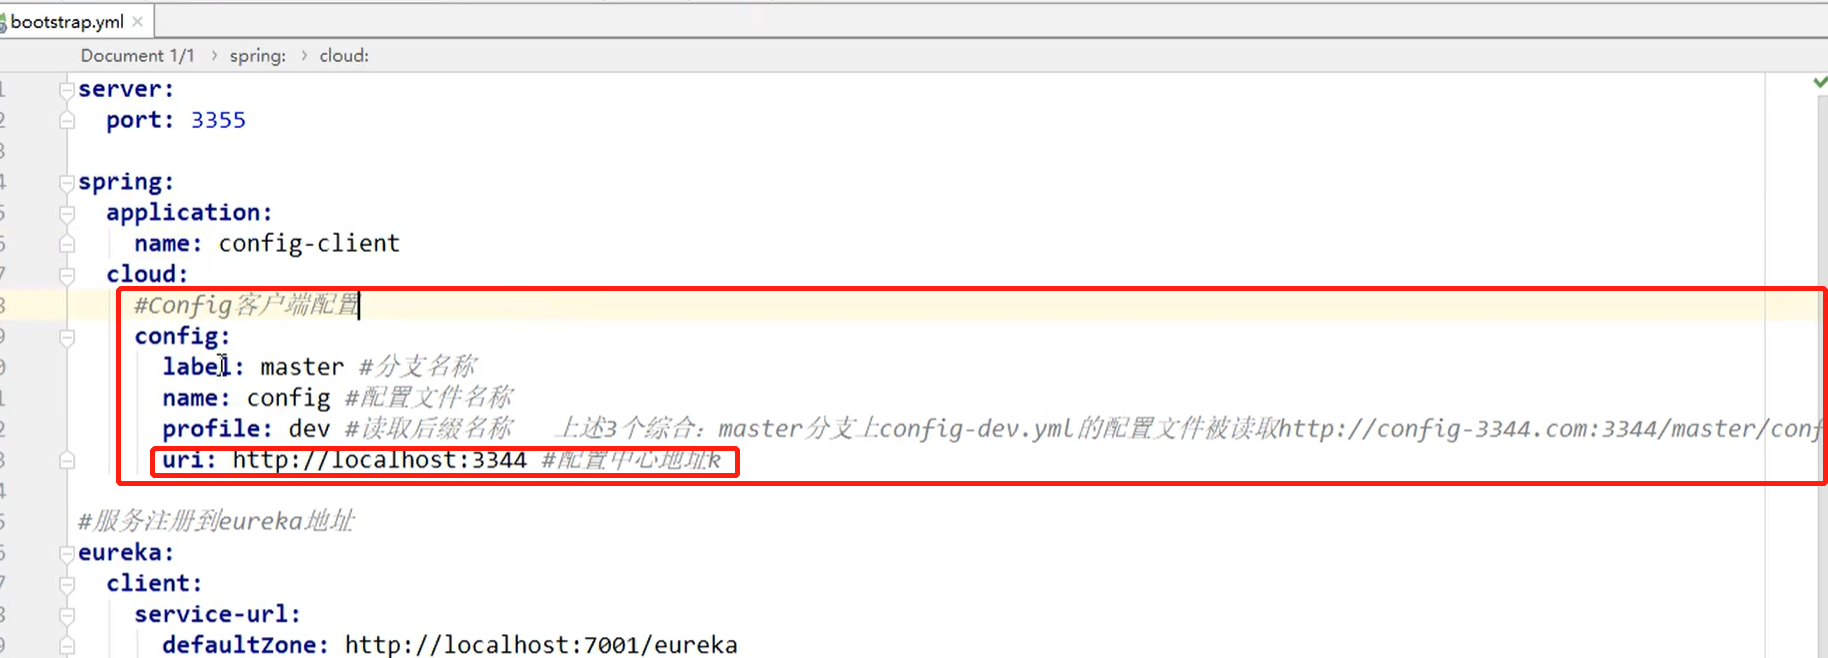 bootstrap.yml
Document 1/1 › spring: › cloud:
server:
port: 3355
spring:
application:
name: config-client
cloud:
#Config客户端配置
config:
label: master #分支名称
name: config #配置文件名称
profile: dev #读取后缀名称 上述3个综合：master分支上config-dev.yml的配置文件被读取http://config-3344.com:3344/master/conf
uri: http://localhost:3344 #配置中心地址k
#服务注册到eureka地址
eureka:
client:
service-url:
defaultZone: http://localhost:7001/eureka